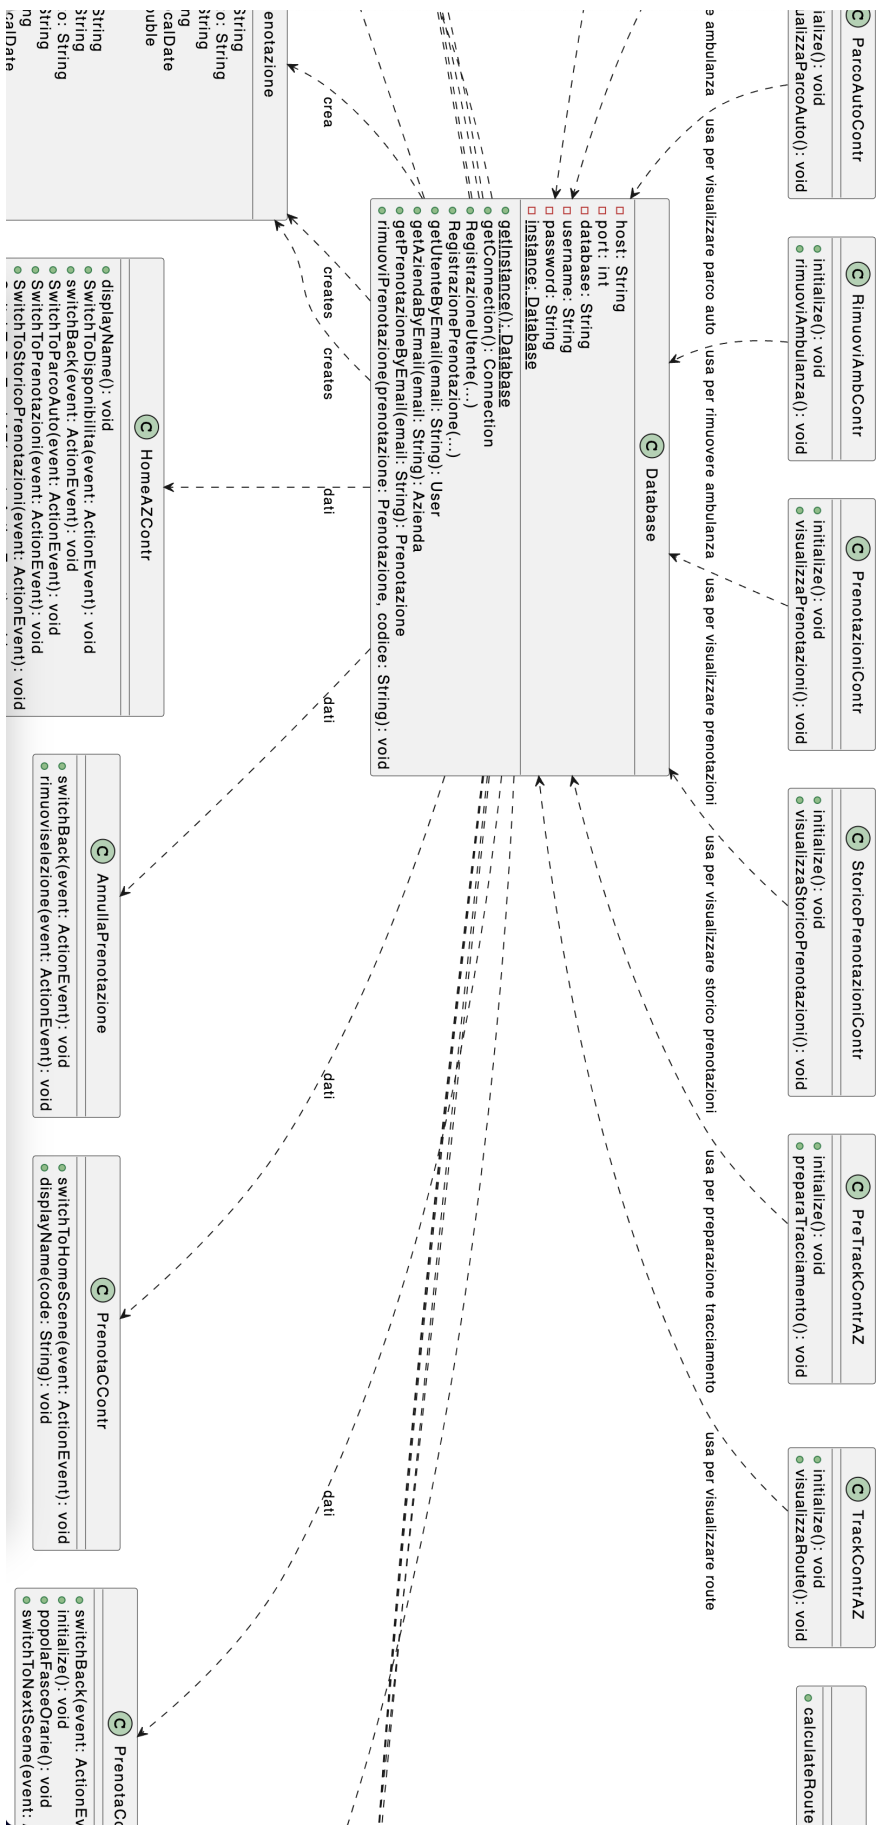 ParcoAutoContr
itialize(): void
ualizzaParcoAuto(): void
RimuoviAmbContr
initialize(): void
rimuoviAmbulanza(): void
PrenotazioniContr
initialize(): void
visualizzaPrenotazioni(): void
StoricoPrenotazioniContr
initialize(): void
visualizzaStoricoPrenotazioni(): void
PreTrackContrAZ
initialize(): void
preparaTracciamento(): void
TrackContrAZ
initialize(): void
visualizzaRoute(): void
calculateRoute
e ambulanza
usa per visualizzare parco auto
usa per rimuovere ambulanza
usa per visualizzare prenotazioni
usa per visualizzare storico prenotazioni
usa per preparazione tracciamento
usa per visualizzare route
Database
host: String
port: int
database: String
username: String
password: String
instance: Database
getInstance(): Database
getConnection(): Connection
RegistrazioneUtente(...)
RegistrazionePrenotazione(...)
getUtenteByEmail(email: String): User
getAziendaByEmail(email: String): Azienda
getPrenotazioneByEmail(email: String): Prenotazione
rimuoviPrenotazione(prenotazione: Prenotazione, codice: String): void
crea
creates
creates
dati
dati
dati
dati
enotazione
String
o: String
String
calDate
uble
String
String
o: String
String
ng
calDate
HomeAZContr
displayName(): void
SwitchToDisponibilita(event: ActionEvent): void
switchBack(event: ActionEvent): void
SwitchToParcoAuto(event: ActionEvent): void
SwitchToPrenotazioni(event: ActionEvent): void
SwitchToStoricoPrenotazioni(event: ActionEvent): void
AnnullaPrenotazione
switchBack(event: ActionEvent): void
rimuoviselezione(event: ActionEvent): void
PrenotaCContr
switchToHomeScene(event: ActionEvent): void
displayName(code: String): void
PrenotaCo
switchBack(event: ActionEv
initialize(): void
popolaFasceOrarie(): void
switchToNextScene(event: